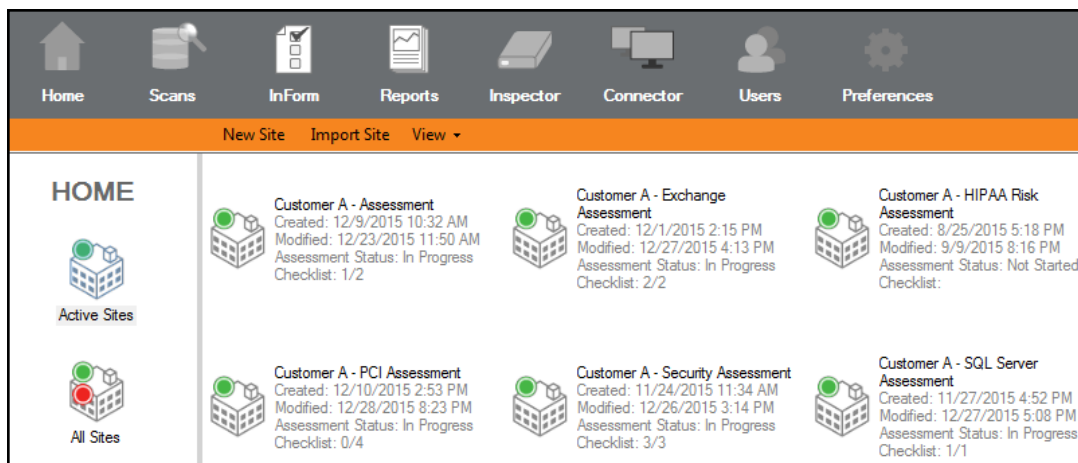 Home Scans InForm Reports Inspector Connector Users Preferences
New Site Import Site View
HOME
Active Sites
All Sites
Customer A - Assessment
Created: 12/9/2015 10:32 AM
Modified: 12/23/2015 11:50 AM
Assessment Status: In Progress
Checklist: 1/2
Customer A - Exchange
Assessment
Created: 12/1/2015 2:15 PM
Modified: 12/27/2015 4:13 PM
Assessment Status: In Progress
Checklist: 2/2
Customer A - HIPAA Risk
Assessment
Created: 8/25/2015 5:18 PM
Modified: 9/9/2015 8:16 PM
Assessment Status: Not Started
Checklist:
Customer A - PCI Assessment
Created: 12/10/2015 2:53 PM
Modified: 12/28/2015 8:23 PM
Assessment Status: In Progress
Checklist: 0/4
Customer A - Security Assessment
Created: 11/24/2015 11:34 AM
Modified: 12/26/2015 3:14 PM
Assessment Status: In Progress
Checklist: 3/3
Customer A - SQL Server
Assessment
Created: 11/27/2015 4:52 PM
Modified: 12/27/2015 5:08 PM
Assessment Status: In Progress
Checklist: 1/1